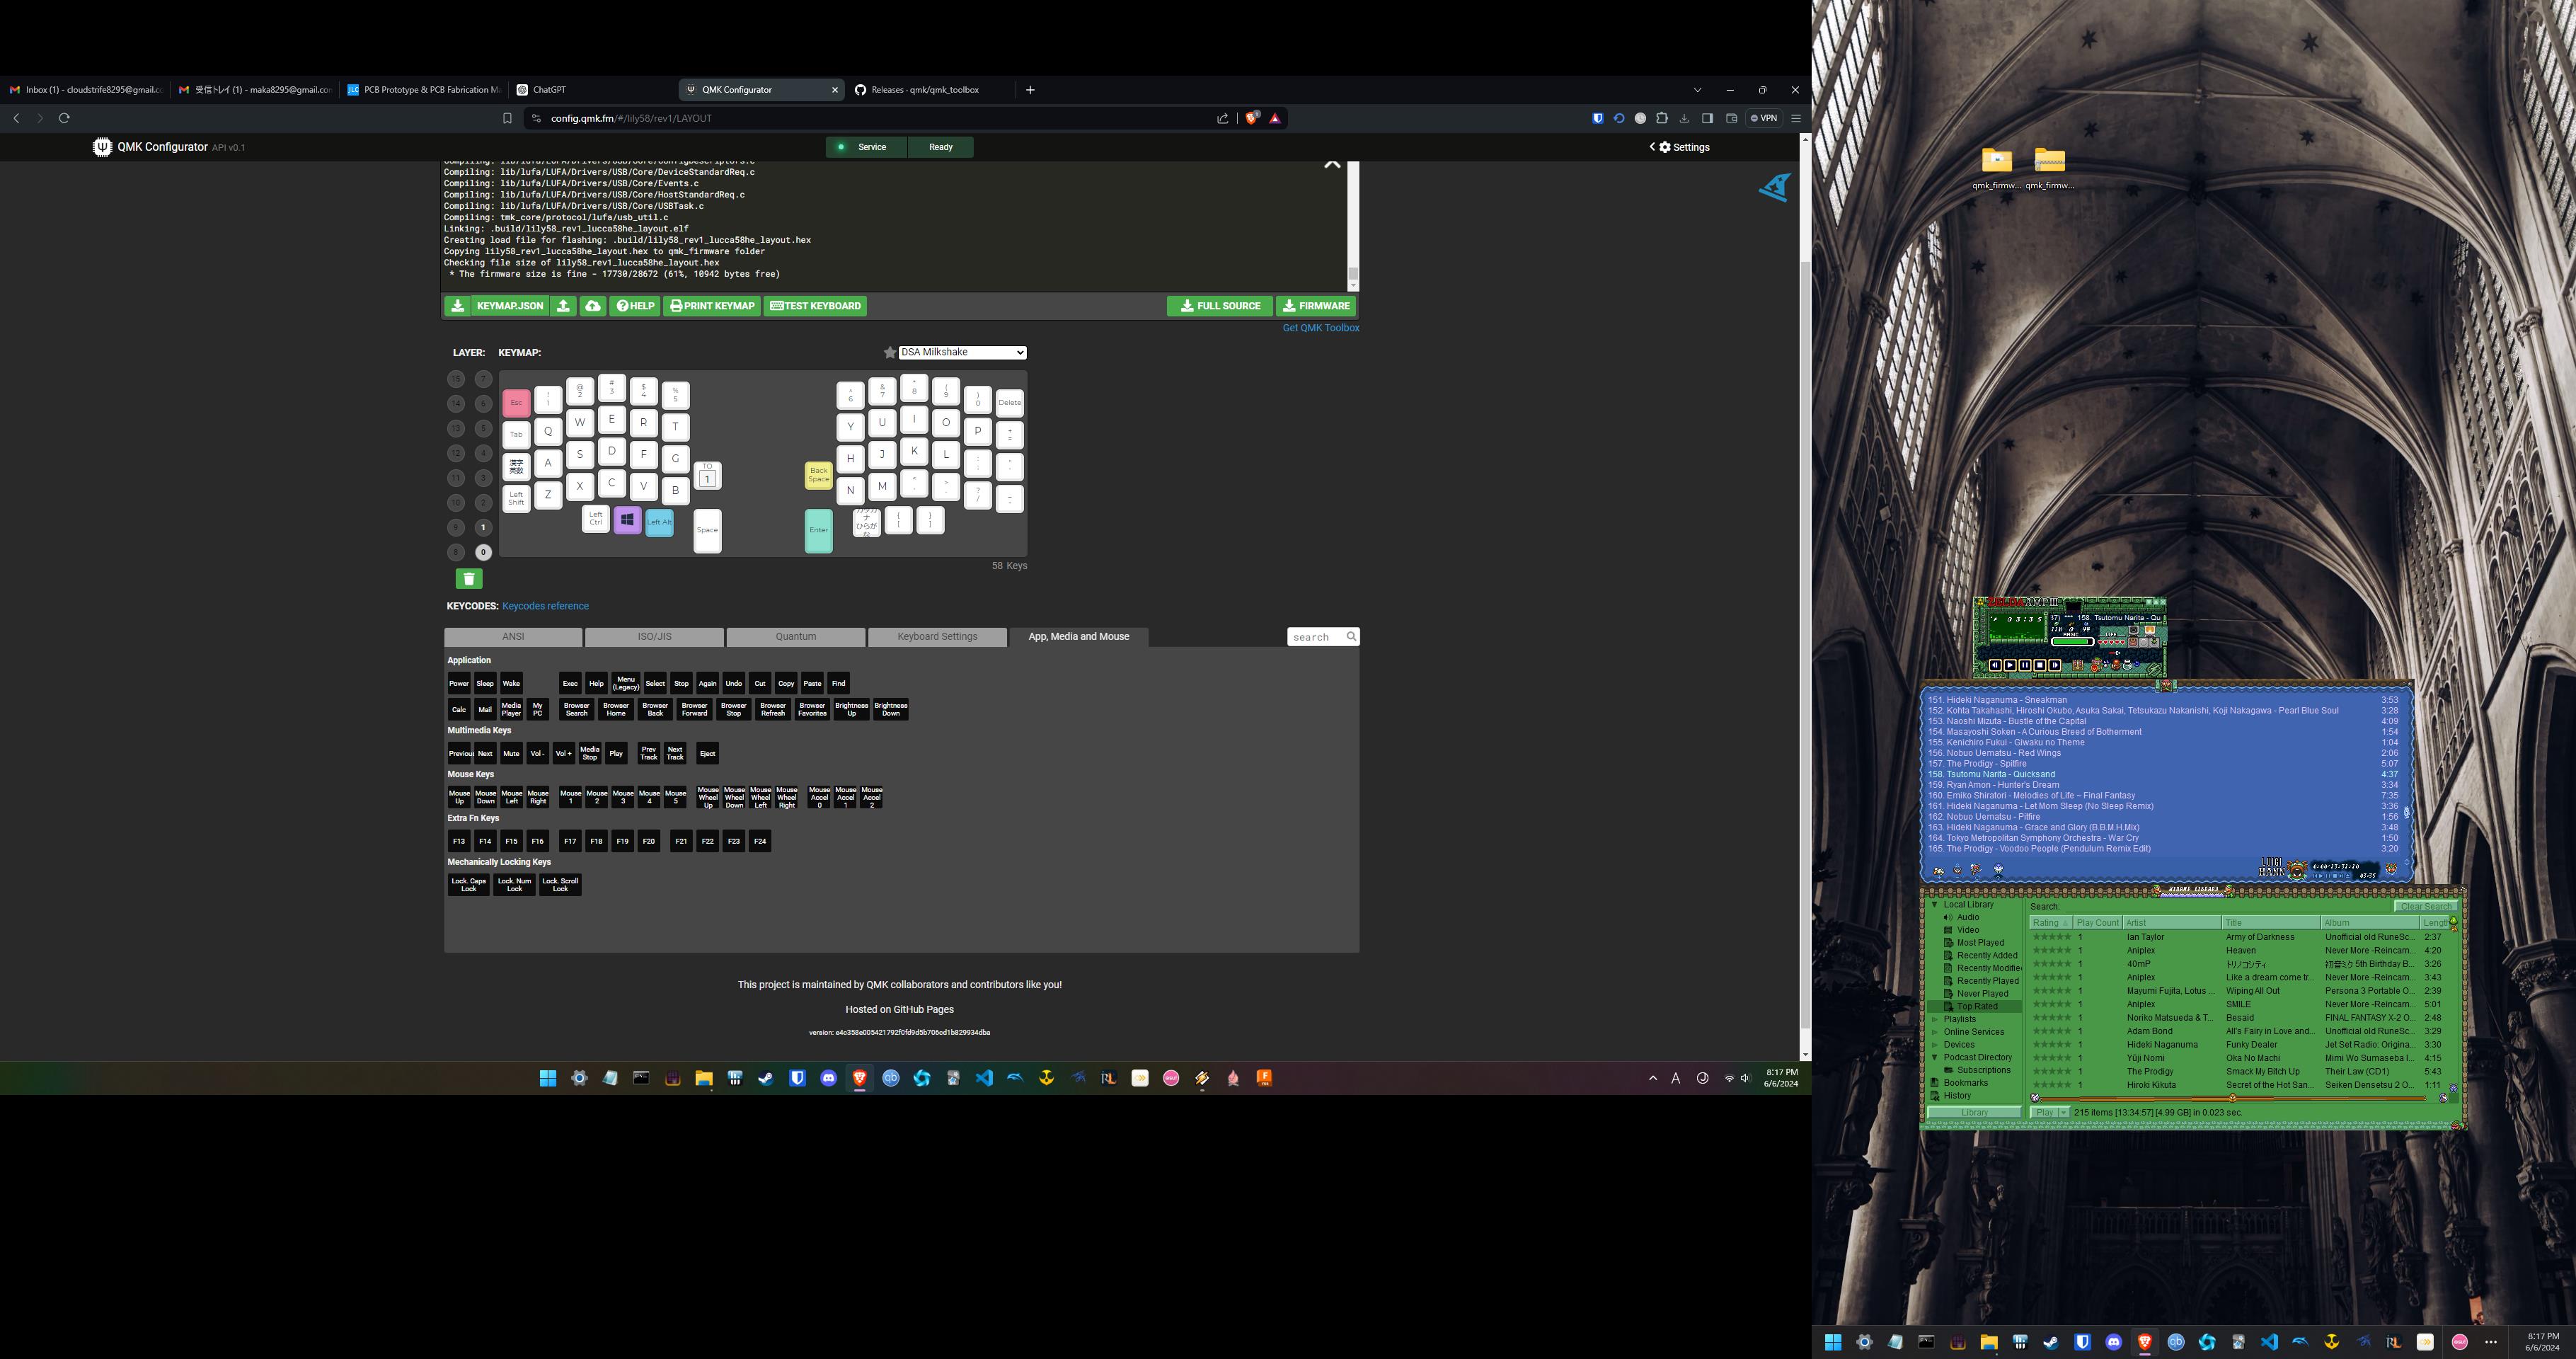 Inbox (1) - cloudstrife8295@gmail.cc
受信トレイ (1) - maka8295@gmail.con
PCB Prototype & PCB Fabrication M
ChatGPT
QMK Configurator
Releases · qmk/qmk_toolbox
config.qmk.fm/#/lily58/rev1/LAYOUT
VPN
QMK Configurator API v0.1
Service
Ready
Settings
Compiling: lib/lufa/LUFA/Drivers/USB/Core/ConfigDescriptors.c
Compiling: lib/lufa/LUFA/Drivers/USB/Core/DeviceStandardReq.c
Compiling: lib/lufa/LUFA/Drivers/USB/Core/Events.c
Compiling: lib/lufa/LUFA/Drivers/USB/Core/HostStandardReq.c
Compiling: lib/lufa/LUFA/Drivers/USB/Core/USBTask.c
Compiling: tmk_core/protocol/lufa/usb_util.c
Linking: .build/lily58_rev1_lucca58he_layout.elf
Creating load file for flashing: .build/lily58_rev1_lucca58he_layout.hex
Copying lily58_rev1_lucca58he_layout.hex to qmk_firmware folder
Checking file size of lily58_rev1_lucca58he_layout.hex
* The firmware size is fine - 17730/28672 (61%, 10942 bytes free)
KEYMAP.JSON
HELP
PRINT KEYMAP
TEST KEYBOARD
FULL SOURCE
FIRMWARE
Get QMK Toolbox
LAYER: KEYMAP:
DSA Milkshake
15 7
14 6
13 5
12 4
11 3
10 2
9 1
8 0
Esc ! 1 @ 2 # 3 $ 4 % 5 ^ 6 & 7 * 8 ( 9 ) 0 Delete
Tab Q W E R T Y U I O P + =
漢字 英数 A S D F G H J K L : ;
TO 1
Back Space
Left Shift Z X C V B N M < > ? /
Left Ctrl Left Alt Space Enter カタカナ ひらがな { [ } ]
58 Keys
KEYCODES: Keycodes reference
ANSI
ISO/JIS
Quantum
Keyboard Settings
App, Media and Mouse
search
Application
Power Sleep Wake Exec Help Menu (Legacy) Select Stop Again Undo Cut Copy Paste Find
Calc Mail Media Player My PC Browser Search Browser Home Browser Back Browser Forward Browser Stop Browser Refresh Browser Favorites Brightness Up Brightness Down
Multimedia Keys
Previou Next Mute Vol - Vol + Media Stop Play Prev Track Next Track Eject
Mouse Keys
Mouse Up Mouse Down Mouse Left Mouse Right Mouse 1 Mouse 2 Mouse 3 Mouse 4 Mouse 5 Mouse Wheel Up Mouse Wheel Down Mouse Wheel Left Mouse Wheel Right Mouse Accel 0 Mouse Accel 1 Mouse Accel 2
Extra Fn Keys
F13 F14 F15 F16 F17 F18 F19 F20 F21 F22 F23 F24
Mechanically Locking Keys
Lock. Caps Lock Lock. Num Lock Lock. Scroll Lock
This project is maintained by QMK collaborators and contributors like you!
Hosted on GitHub Pages
version: e4c358e005421792f0fd9d5b706cd1b829934dba
8:17 PM
6/6/2024
qmk_firmw... qmk_firmw...
03:35
37) *** 158. Tsutomu Narita - Qu
MAGIC
LIFE
151. Hideki Naganuma - Sneakman 3:53
152. Kohta Takahashi, Hiroshi Okubo, Asuka Sakai, Tetsukazu Nakanishi, Koji Nakagawa - Pearl Blue Soul 3:28
153. Naoshi Mizuta - Bustle of the Capital 4:09
154. Masayoshi Soken - A Curious Breed of Botherment 1:54
155. Kenichiro Fukui - Giwaku no Theme 1:04
156. Nobuo Uematsu - Red Wings 2:06
157. The Prodigy - Spitfire 5:07
158. Tsutomu Narita - Quicksand 4:37
159. Ryan Amon - Hunter's Dream 3:34
160. Emiko Shiratori - Melodies of Life ~ Final Fantasy 7:35
161. Hideki Naganuma - Let Mom Sleep (No Sleep Remix) 3:36
162. Nobuo Uematsu - Pitfire 1:56
163. Hideki Naganuma - Grace and Glory (B.B.M.H.Mix) 3:48
164. Tokyo Metropolitan Symphony Orchestra - War Cry 1:50
165. The Prodigy - Voodoo People (Pendulum Remix Edit) 3:20
LUIGI HANN
03:35
WINAMP LIBRARY
Local Library
Audio
Video
Most Played
Recently Added
Recently Modifie
Recently Played
Never Played
Top Rated
Playlists
Online Services
Devices
Podcast Directory
Subscriptions
Bookmarks
History
Library
Search:
Clear Search
Rating Play Count Artist Title Album Length
★★★★★ 1 Ian Taylor Army of Darkness Unofficial old RuneSc... 2:37
★★★★★ 1 Aniplex Heaven Never More -Reincarn... 4:20
★★★★★ 1 40mP トリノコシティ 初音ミク 5th Birthday B... 3:26
★★★★★ 1 Aniplex Like a dream come tr... Never More -Reincarn... 3:43
★★★★★ 1 Mayumi Fujita, Lotus ... Wiping All Out Persona 3 Portable O... 2:39
★★★★★ 1 Aniplex SMILE Never More -Reincarn... 5:01
★★★★★ 1 Noriko Matsueda & T... Besaid FINAL FANTASY X-2 O... 2:48
★★★★★ 1 Adam Bond All's Fairy in Love and... Unofficial old RuneSc... 3:29
★★★★★ 1 Hideki Naganuma Funky Dealer Jet Set Radio: Origina... 3:30
★★★★★ 1 Yūji Nomi Oka No Machi Mimi Wo Sumaseba I... 4:15
★★★★★ 1 The Prodigy Smack My Bitch Up Their Law (CD1) 5:43
★★★★★ 1 Hiroki Kikuta Secret of the Hot San... Seiken Densetsu 2 O... 1:11
Play
215 items [13:34:57] [4.99 GB] in 0.023 sec.
8:17 PM
6/6/2024